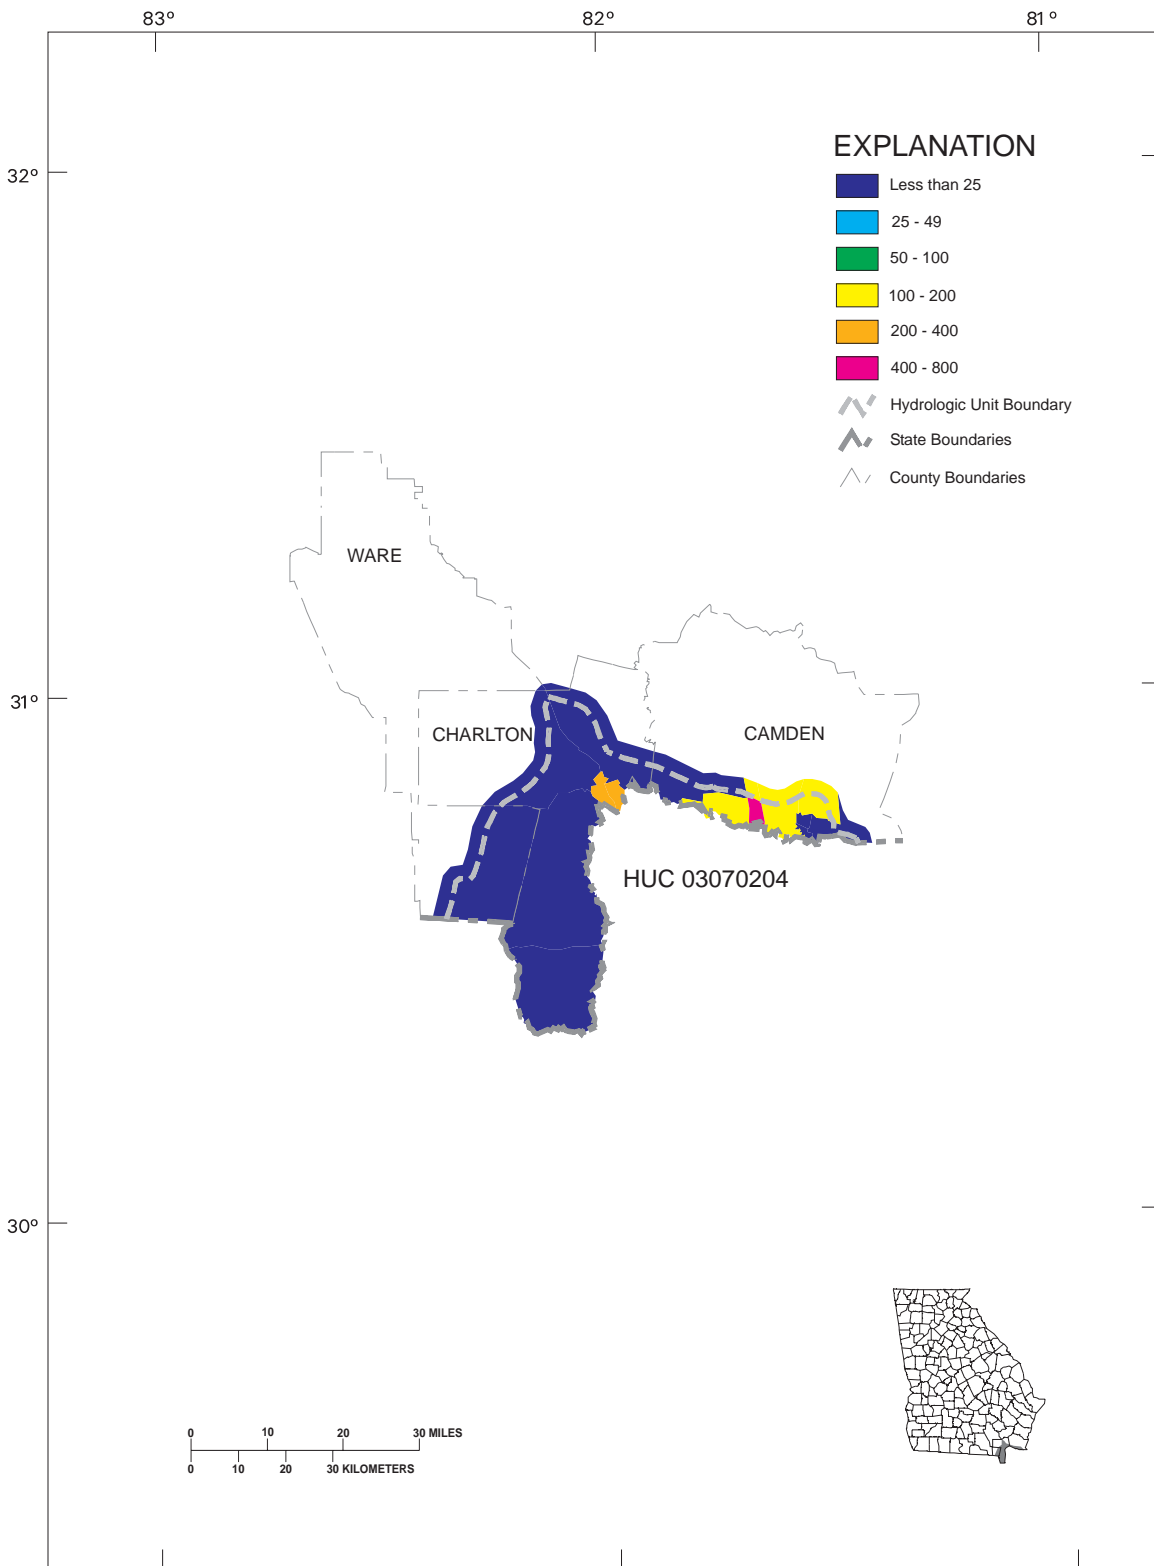 83° 82° 81°
EXPLANATION
32°
Less than 25
25 - 49
50 - 100
100 - 200
200 - 400
400 - 800
Hydrologic Unit Boundary
State Boundaries
County Boundaries
WARE
31°
CHARLTON
CAMDEN
HUC 03070204
30°
0 10 20 30 MILES
0 10 20 30 KILOMETERS